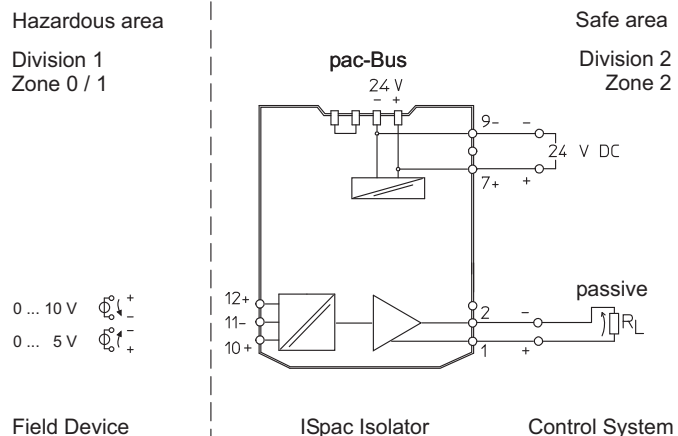 Hazardous area
Safe area
Division 1
Zone 0 / 1
pac-Bus
Division 2
Zone 2
24 V
- +
9- -
24 V DC
7+ +
0 ... 10 V + -
0 ... 5 V - +
12+
11-
10+
passive
2 -
RL
1 +
Field Device
ISpac Isolator
Control System